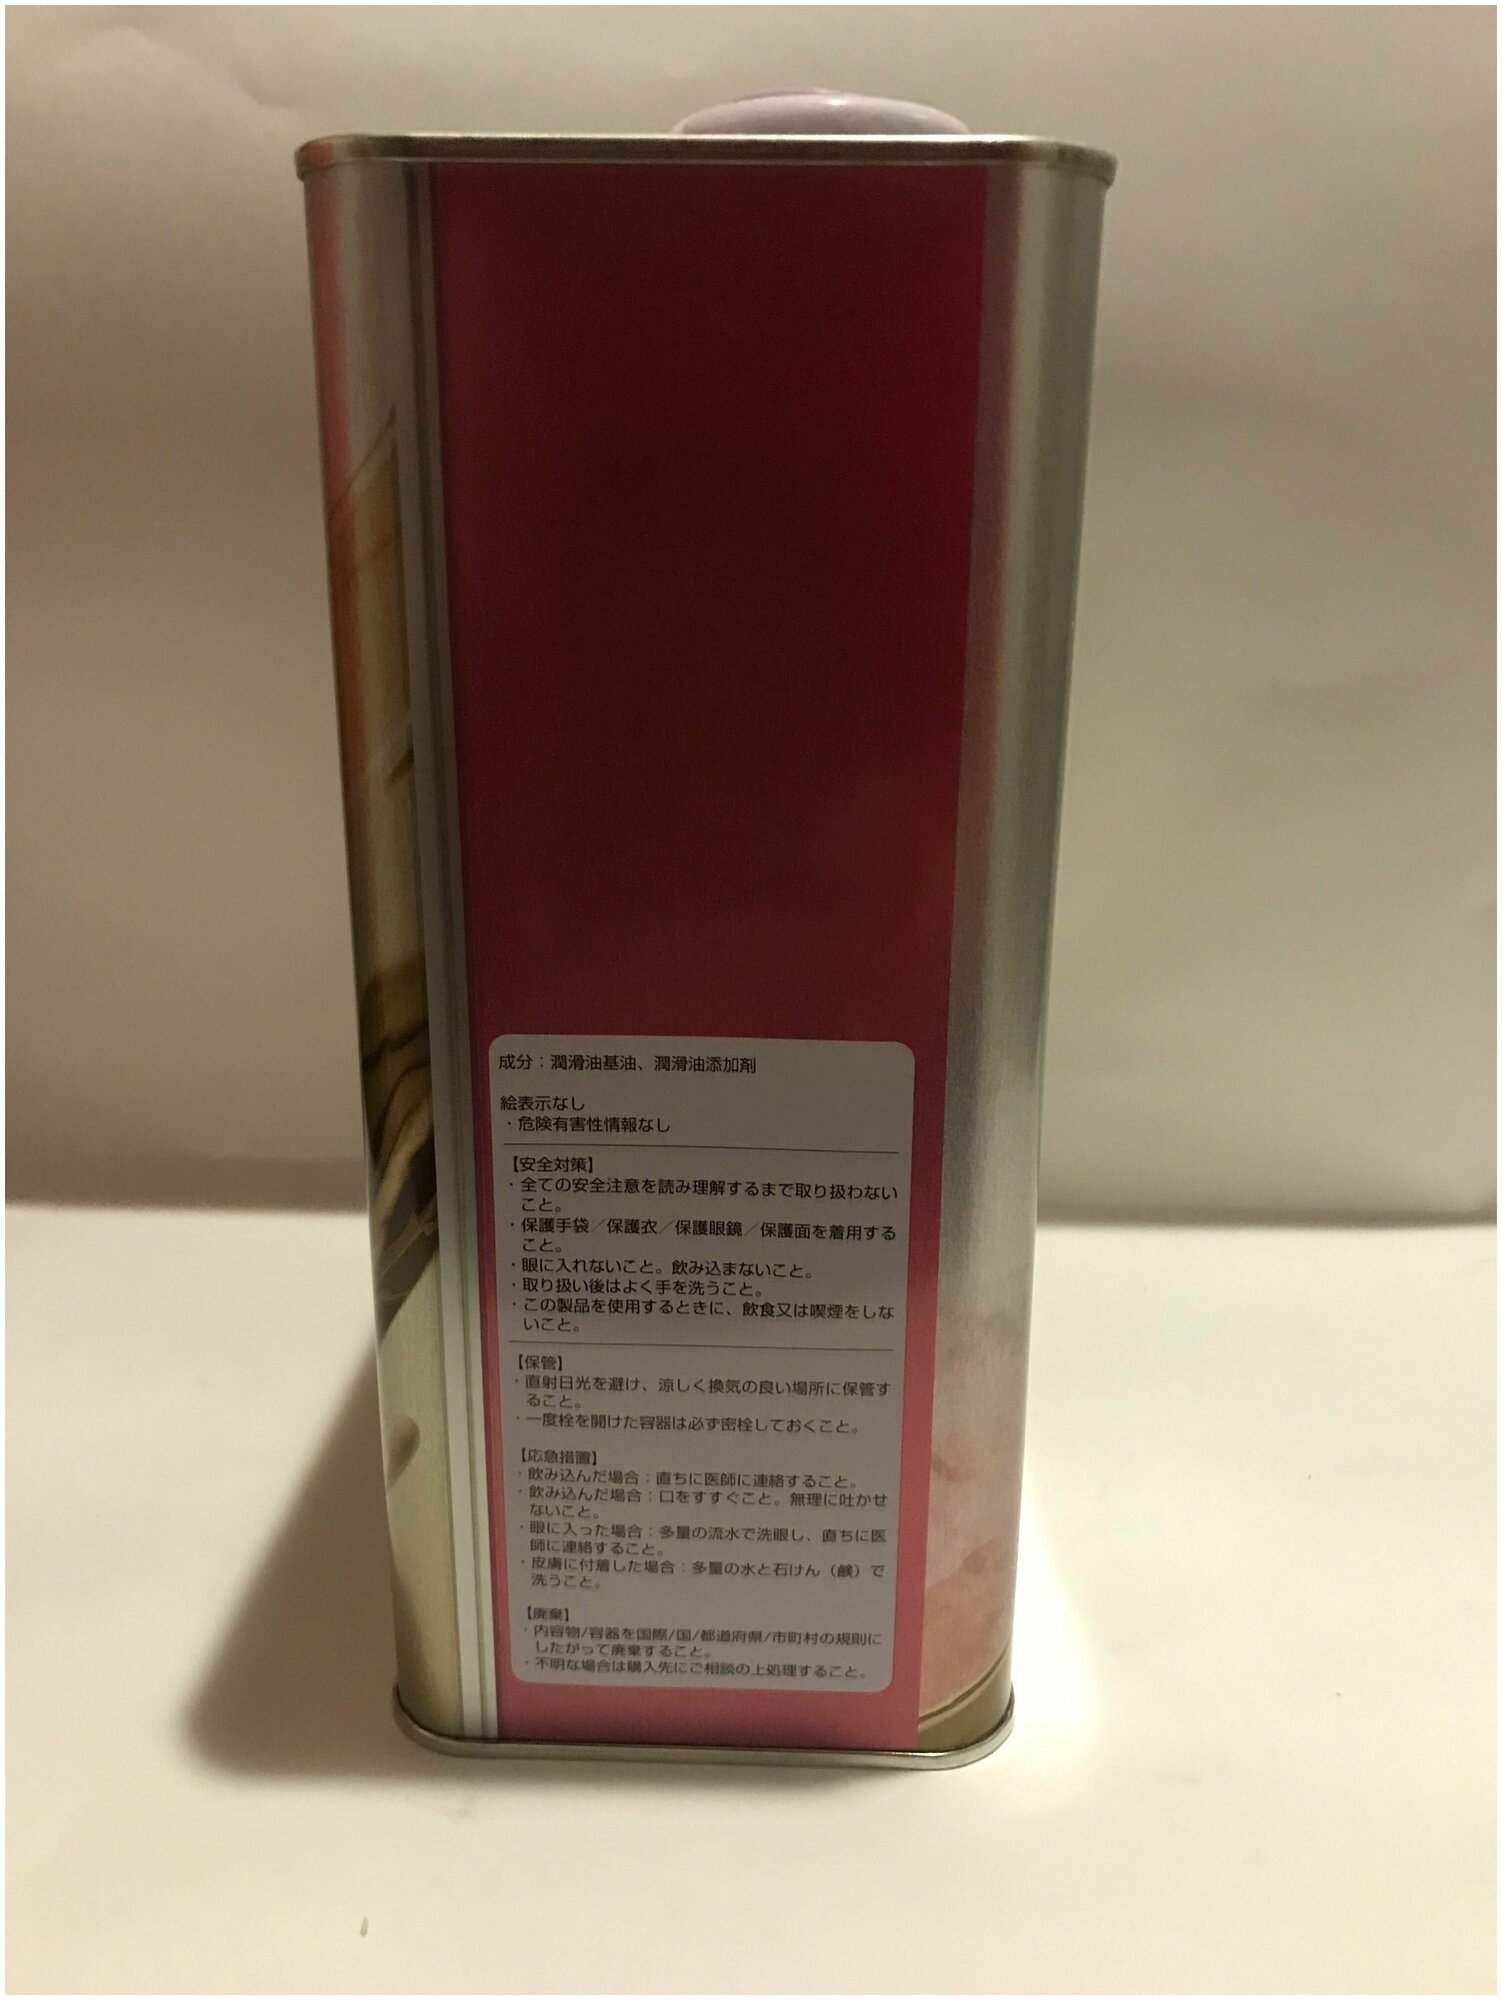 成分：潤滑油基油、潤滑油添加剤
絵表示なし
・危険有害性情報なし
【安全対策】
・全ての安全注意を読み理解するまで取り扱わない
こと。
・保護手袋／保護衣／保護眼鏡／保護面を着用する
こと。
・眼に入れないこと。飲み込まないこと。
・取り扱い後はよく手を洗うこと。
・この製品を使用するときに、飲食又は喫煙をしな
いこと。
【保管】
・直射日光を避け、涼しく換気の良い場所に保管す
ること。
・一度栓を開けた容器は必ず密栓しておくこと。
【応急措置】
・飲み込んだ場合：直ちに医師に連絡すること。
・飲み込んだ場合：口をすすぐこと。無理に吐かせ
ないこと。
・眼に入った場合：多量の流水で洗眼し、直ちに医
師に連絡すること。
・皮膚に付着した場合：多量の水と石けん（鹸）で
洗うこと。
【廃棄】
・内容物/容器を国際/国/都道府県/市町村の規則に
したがって廃棄すること。
・不明な場合は購入先にご相談の上処理すること。